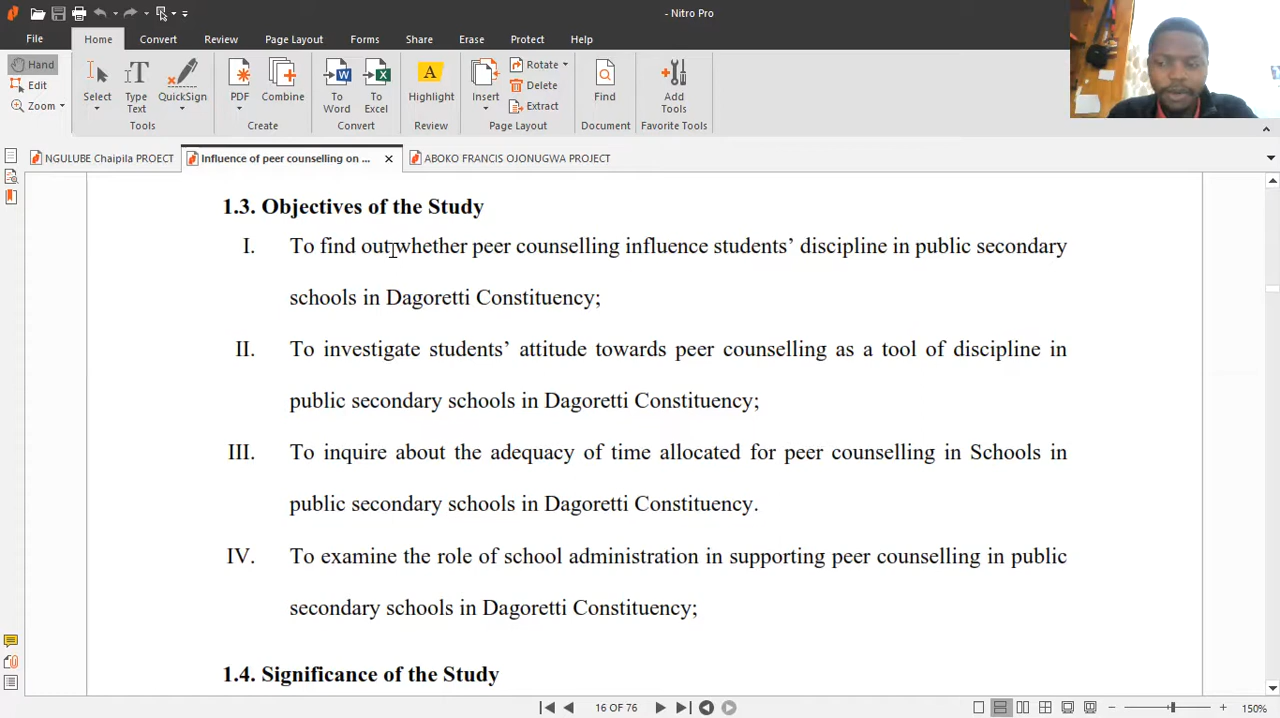 - Nitro Pro
File Home Convert Review Page Layout Forms Share Erase Protect Help
Hand
Edit
Zoom
Select
Type Text
QuickSign
Tools
PDF
Combine
Create
To Word
To Excel
Convert
Highlight
Review
Insert
Rotate
Delete
Extract
Page Layout
Find
Document
Add Tools
Favorite Tools
NGULUBE Chaipila PROECT
Influence of peer counselling on ...
ABOKO FRANCIS OJONUGWA PROJECT
1.3. Objectives of the Study
I. To find out whether peer counselling influence students’ discipline in public secondary
schools in Dagoretti Constituency;
II. To investigate students’ attitude towards peer counselling as a tool of discipline in
public secondary schools in Dagoretti Constituency;
III. To inquire about the adequacy of time allocated for peer counselling in Schools in
public secondary schools in Dagoretti Constituency.
IV. To examine the role of school administration in supporting peer counselling in public
secondary schools in Dagoretti Constituency;
1.4. Significance of the Study
16 OF 76
150%